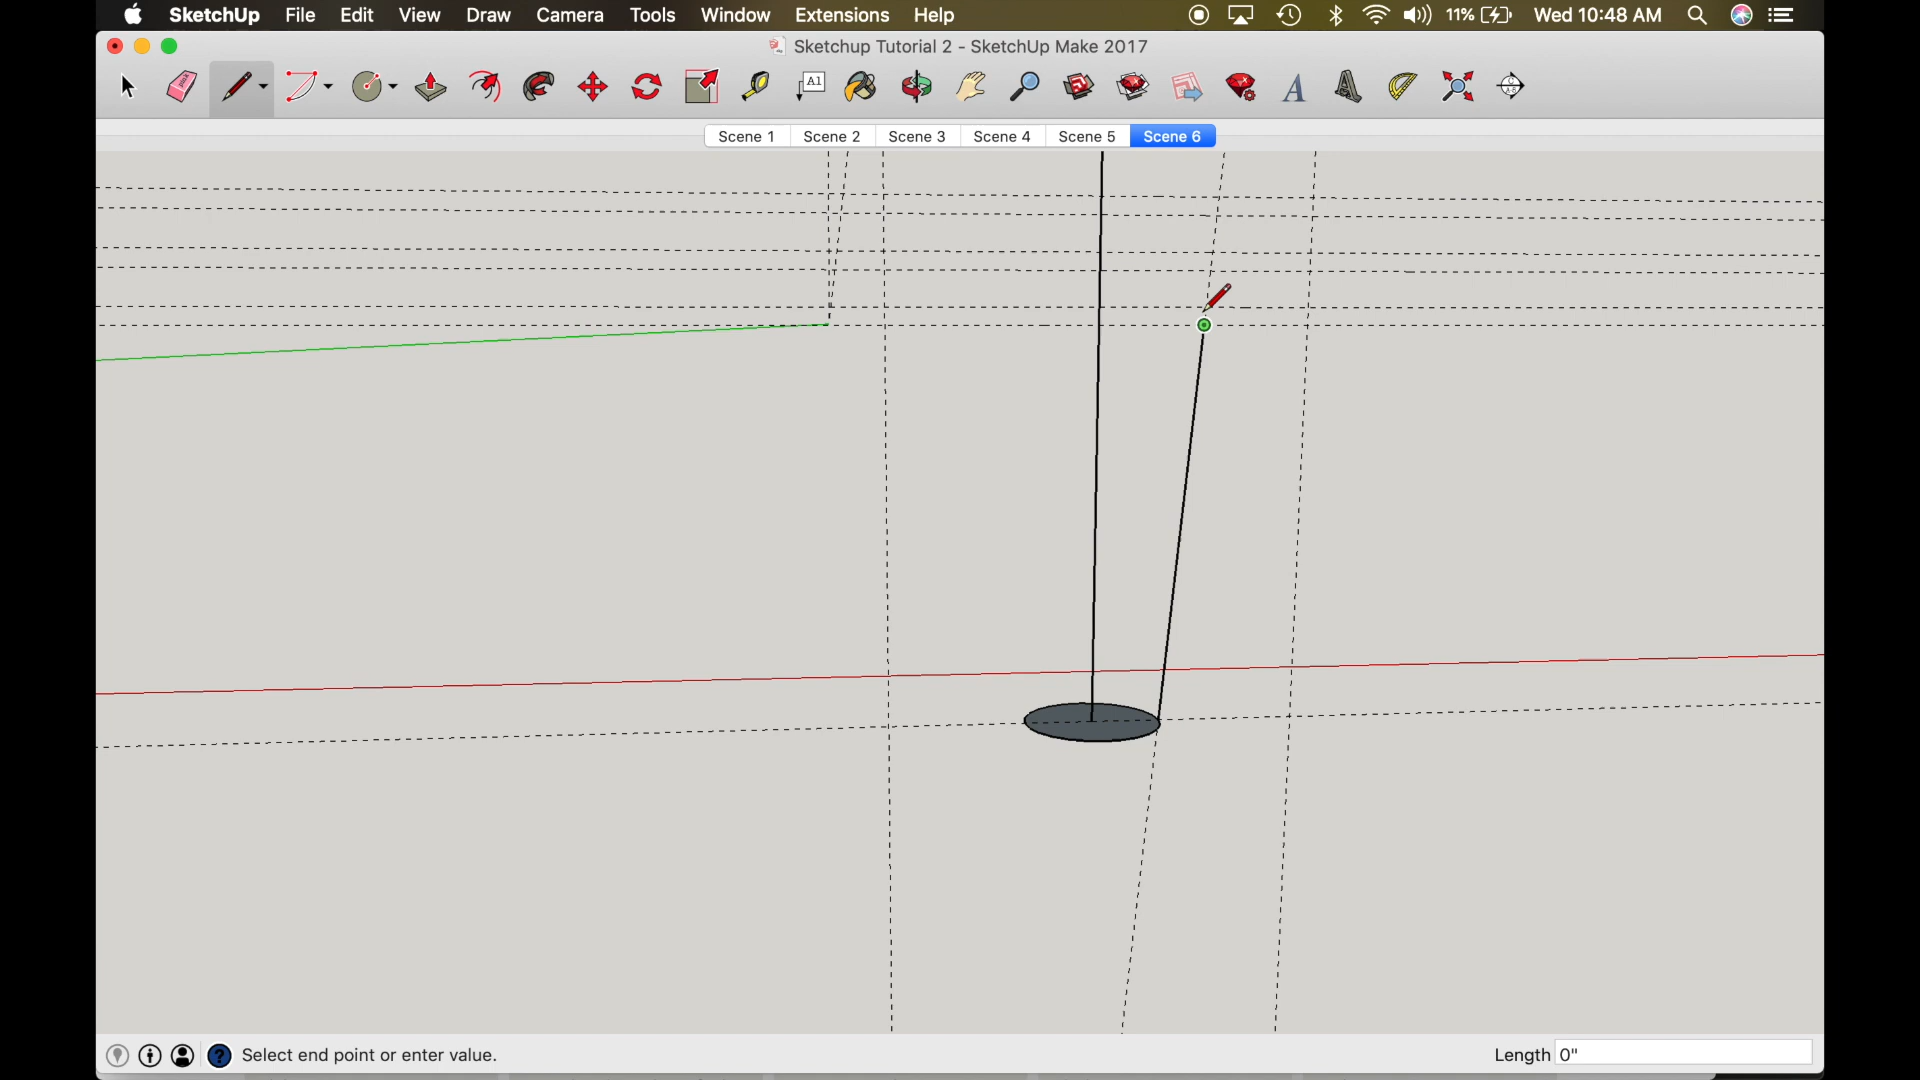 SketchUp File Edit View Draw Camera Tools Window Extensions Help 11% Wed 10:48 AM
Sketchup Tutorial 2 - SketchUp Make 2017
A1 A A
Scene 1 Scene 2 Scene 3 Scene 4 Scene 5 Scene 6
? Select end point or enter value. Length 0"